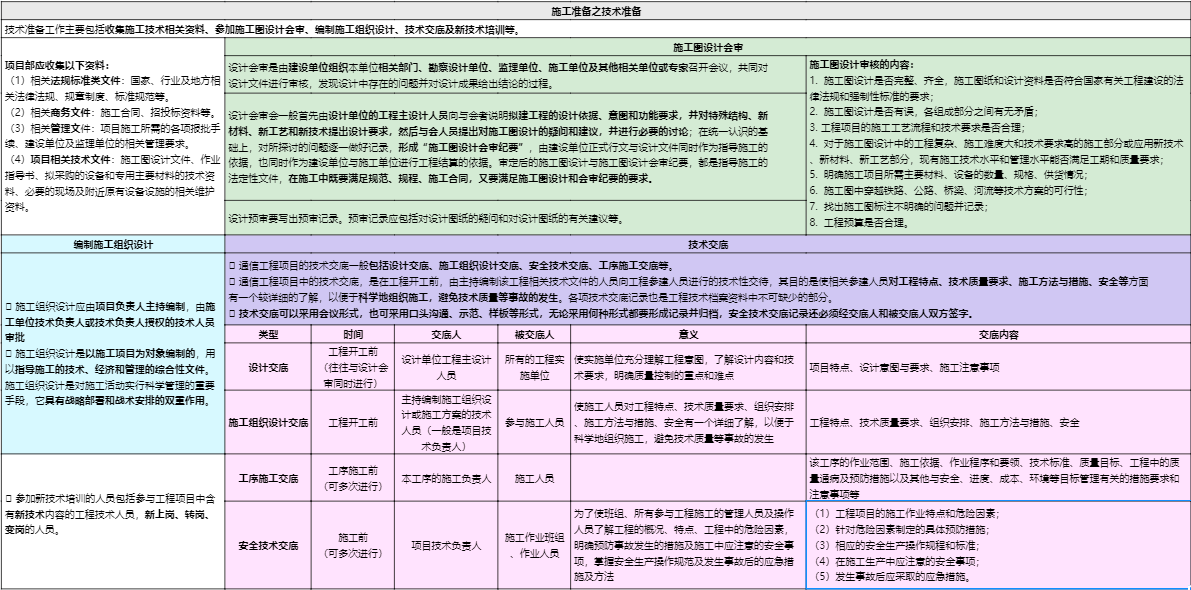 施工准备之技术准备
技术准备工作主要包括收集施工技术相关资料、参加施工图设计会审、编制施工组织设计、技术交底及新技术培训等。
项目部应收集以下资料：
（1）相关法规标准类文件：国家、行业及地方相
关法律法规、规章制度、标准规范等。
（2）相关商务文件：施工合同、招投标资料等。
（3）相关管理文件：项目施工所需的各项报批手
续、建设单位及监理单位的相关管理要求。
（4）项目相关技术文件：施工图设计文件、作业
指导书、拟采购的设备和专用主要材料的技术资
料、必要的现场及附近原有设备设施的相关维护
资料。
施工图设计会审
设计会审是由建设单位组织本单位相关部门、勘察设计单位、监理单位、施工单位及其他相关单位或专家召开会议，共同对
设计文件进行审核，发现设计中存在的问题并对设计成果给出结论的过程。
设计会审会一般首先由设计单位的工程主设计人员向与会者说明拟建工程的设计依据、意图和功能要求，并对特殊结构、新
材料、新工艺和新技术提出设计要求，然后与会人员提出对施工图设计的疑问和建议，并进行必要的讨论；在统一认识的基
础上，对所探讨的问题逐一做好记录，形成“施工图设计会审纪要”，由建设单位正式行文与设计文件同时作为指导施工的
依据，也同时作为建设单位与施工单位进行工程结算的依据。审定后的施工图设计与施工图设计会审纪要，都是指导施工的
法定性文件，在施工中既要满足规范、规程、施工合同，又要满足施工图设计和会审纪要的要求。
设计预审要写出预审记录。预审记录应包括对设计图纸的疑问和对设计图纸的有关建议等。
施工图设计审核的内容：
1. 施工图设计是否完整、齐全，施工图纸和设计资料是否符合国家有关工程建设的法
律法规和强制性标准的要求；
2. 施工图设计是否有误，各组成部分之间有无矛盾；
3. 工程项目的施工工艺流程和技术要求是否合理；
4. 对于施工图设计中的工程复杂、施工难度大和技术要求高的施工部分或应用新技术
、新材料、新工艺部分，现有施工技术水平和管理水平能否满足工期和质量要求；
5. 明确施工项目所需主要材料、设备的数量、规格、供货情况；
6. 施工图中穿越铁路、公路、桥梁、河流等技术方案的可行性；
7. 找出施工图标注不明确的问题并记录；
8. 工程预算是否合理。
编制施工组织设计
施工组织设计应由项目负责人主持编制，由施
工单位技术负责人或技术负责人授权的技术人员
审批
施工组织设计是以施工项目为对象编制的，用
以指导施工的技术、经济和管理的综合性文件。
施工组织设计是对施工活动实行科学管理的重要
手段，它具有战略部署和战术安排的双重作用。
参加新技术培训的人员包括参与工程项目中含
有新技术内容的工程技术人员，新上岗、转岗、
变岗的人员。
技术交底
通信工程项目的技术交底一般包括设计交底、施工组织设计交底、安全技术交底、工序施工交底等。
通信工程项目中的技术交底，是在工程开工前，由主持编制该工程相关技术文件的人员向工程参建人员进行的技术性交待，其目的是使相关参建人员对工程特点、技术质量要求、施工方法与措施、安全等方面
有一个较详细的了解，以便于科学地组织施工，避免技术质量等事故的发生。各项技术交底记录也是工程技术档案资料中不可缺少的部分。
技术交底可以采用会议形式，也可采用口头沟通、示范、样板等形式，无论采用何种形式都要形成记录并归档，安全技术交底记录还必须经交底人和被交底人双方签字。
类型 时间 交底人 被交底人 意义 交底内容
设计交底
工程开工前
（往往与设计会
审同时进行）
设计单位工程主设计
人员
所有的工程实
施单位
使实施单位充分理解工程意图，了解设计内容和技
术要求，明确质量控制的重点和难点
项目特点、设计意图与要求、施工注意事项
施工组织设计交底
工程开工前
主持编制施工组织设
计或施工方案的技术
人员（一般是项目技
术负责人）
参与施工人员
使施工人员对工程特点、技术质量要求、组织安排
、施工方法与措施、安全有一个详细了解，以便于
科学地组织施工，避免技术质量等事故的发生
工程特点、技术质量要求、组织安排、施工方法与措施、安全
工序施工交底
工序施工前
（可多次进行）
本工序的施工负责人
施工人员
该工序的作业范围、施工依据、作业程序和要领、技术标准、质量目标、工程中的质
量通病及预防措施以及其他与安全、进度、成本、环境等目标管理有关的措施要求和
注意事项等
安全技术交底
施工前
（可多次进行）
项目技术负责人
施工作业班组
、作业人员
为了使班组、所有参与工程施工的管理人员及操作
人员了解工程的概况、特点、工程中的危险因素，
明确预防事故发生的措施及施工中应注意的安全事
项，掌握安全生产操作规范及发生事故后的应急措
施及方法
（1）工程项目的施工作业特点和危险因素；
（2）针对危险因素制定的具体预防措施；
（3）相应的安全生产操作规程和标准；
（4）在施工生产中应注意的安全事项；
（5）发生事故后应采取的应急措施。